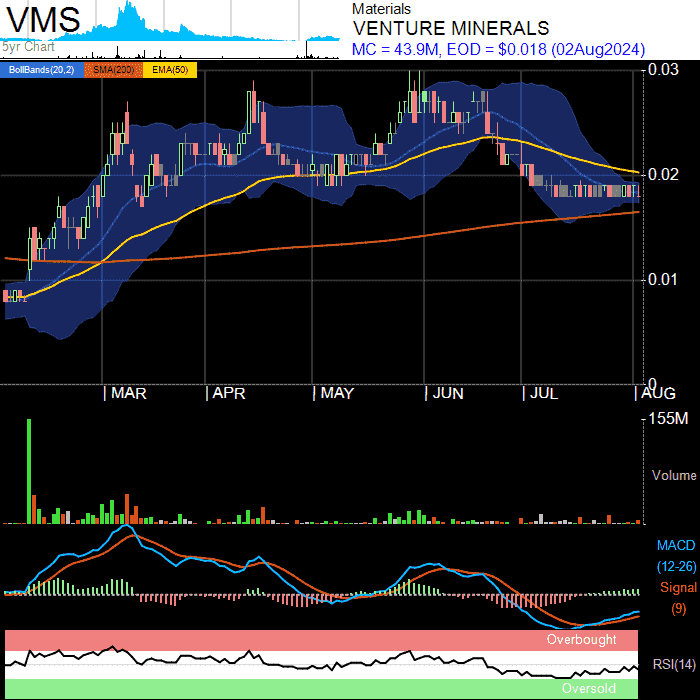 VMS
5yr Chart
Materials
VENTURE MINERALS
MC = 43.9M, EOD = $0.018 (02Aug2024)
BollBands(20,2) SMA(200) EMA(50)
0.03
0.02
0.01
0
MAR APR MAY JUN JUL AUG
155M
Volume
MACD
(12-26)
Signal
(9)
Overbought
RSI(14)
Oversold